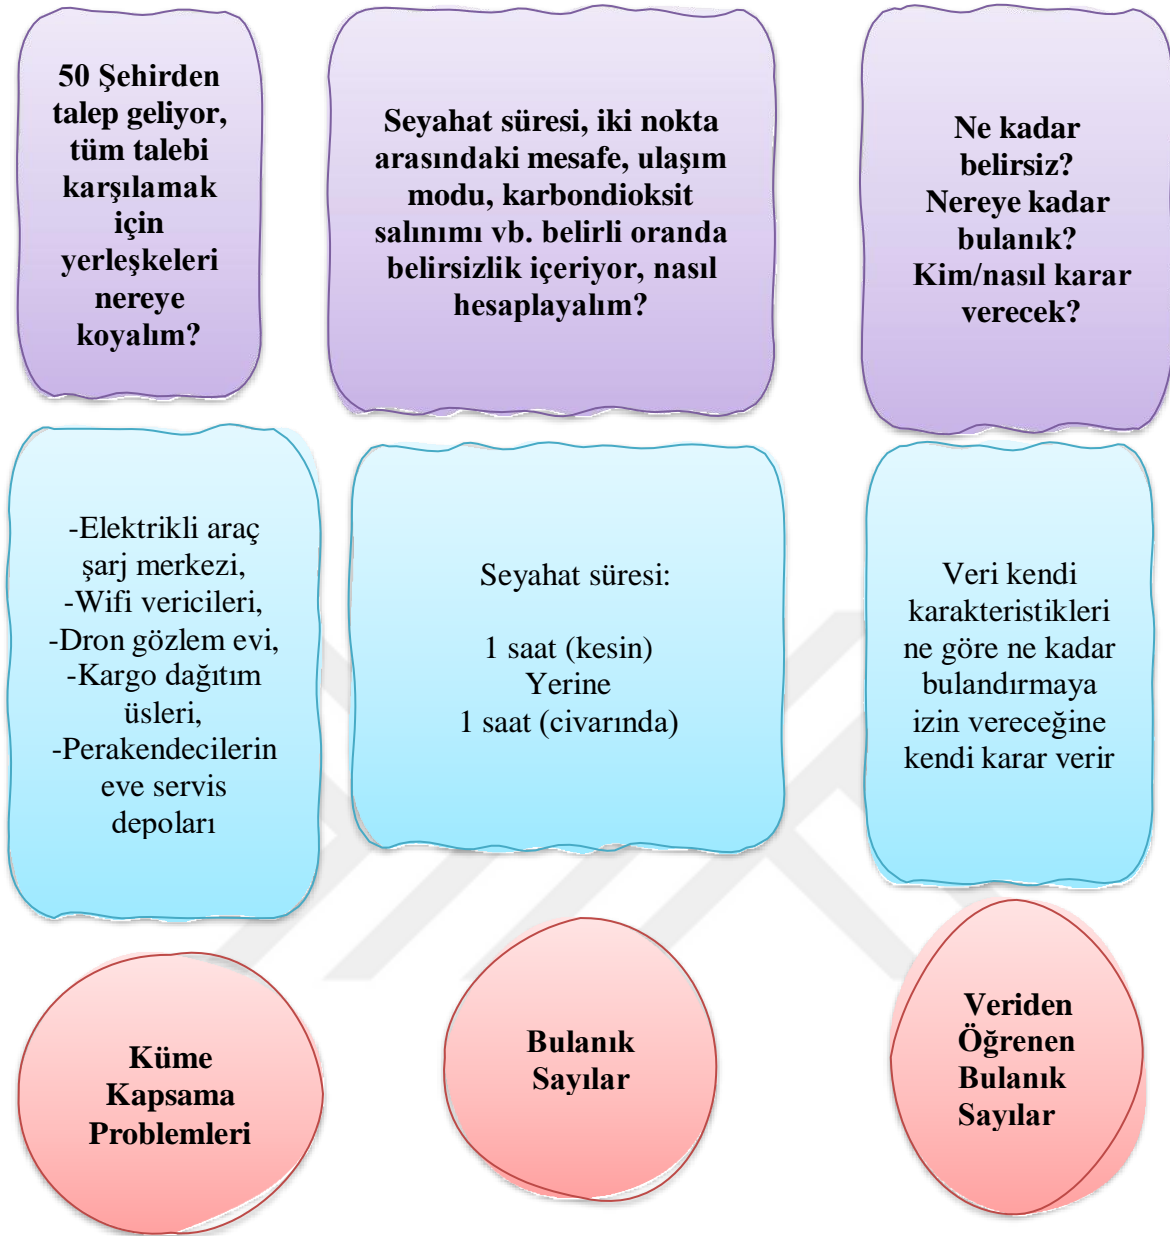 50 Şehirden
talep geliyor,
tüm talebi
karşılamak
için
yerleşkeleri
nereye
koyalım?
Seyahat süresi, iki nokta
arasındaki mesafe, ulaşım
modu, karbondioksit
salınımı vb. belirli oranda
belirsizlik içeriyor, nasıl
hesaplayalım?
Ne kadar
belirsiz?
Nereye kadar
bulanık?
Kim/nasıl karar
verecek?
-Elektrikli araç
şarj merkezi,
-Wifi vericileri,
-Dron gözlem evi,
-Kargo dağıtım
üsleri,
-Perakendecilerin
eve servis
depoları
Seyahat süresi:
1 saat (kesin)
Yerine
1 saat (civarında)
Veri kendi
karakteristikleri
ne göre ne kadar
bulandırmaya
izin vereceğine
kendi karar verir
Küme
Kapsama
Problemleri
Bulanık
Sayılar
Veriden
Öğrenen
Bulanık
Sayılar